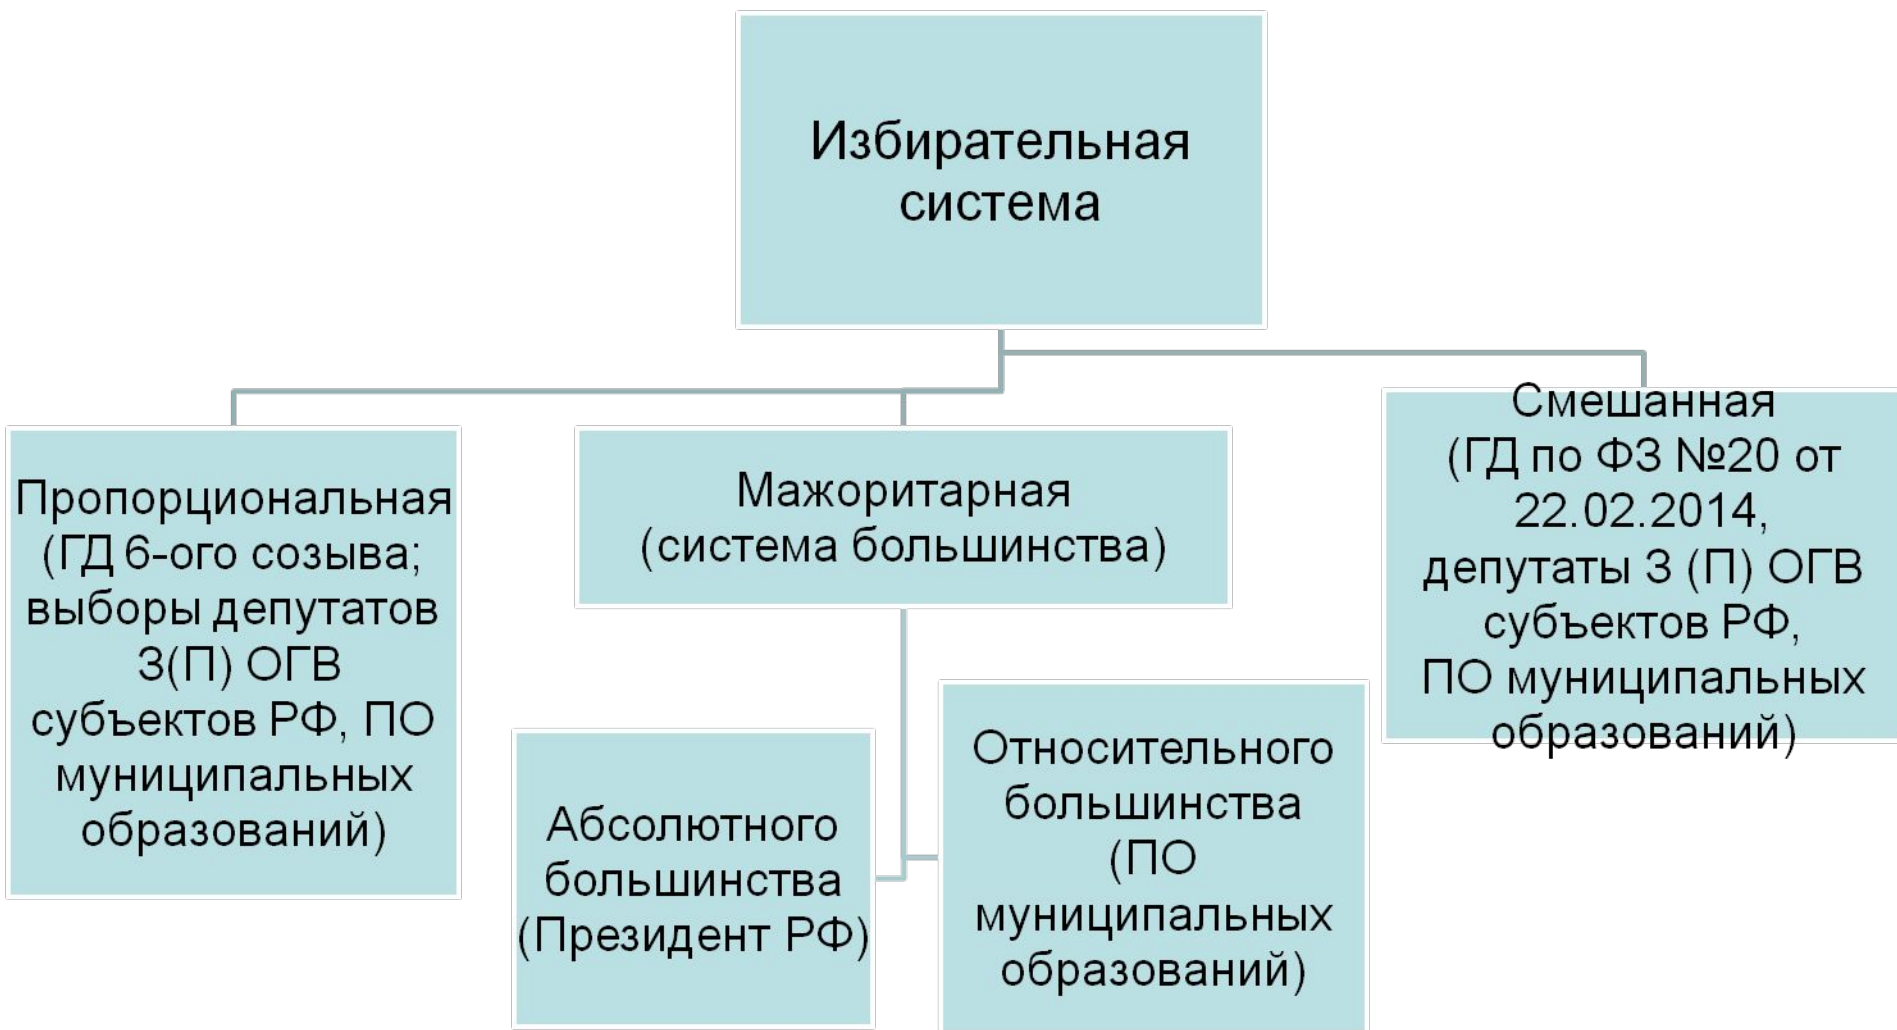 Избирательная
система
Пропорциональная
(ГД 6-ого созыва;
выборы депутатов
З(П) ОГВ
субъектов РФ, ПО
муниципальных
образований)
Мажоритарная
(система большинства)
Абсолютного
большинства
(Президент РФ)
Относительного
большинства
(ПО
муниципальных
образований)
Смешанная
(ГД по ФЗ №20 от
22.02.2014,
депутаты З (П) ОГВ
субъектов РФ,
ПО муниципальных
образований)